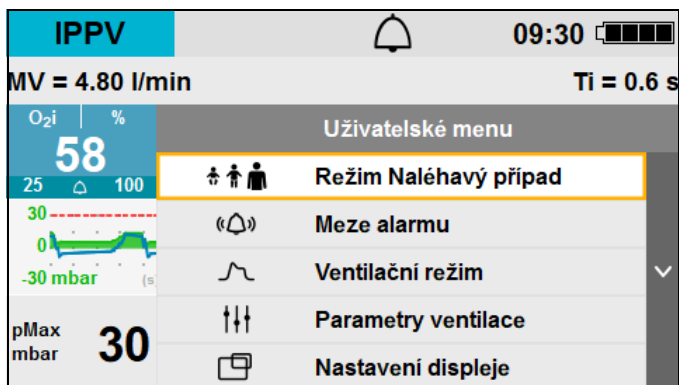 IPPV 09:30
MV = 4.80 l/min Ti = 0.6 s
O₂i %
58
25 100
Uživatelské menu
Režim Naléhavý případ
30
0
-30 mbar (s
Meze alarmu
Ventilační režim
pMax
mbar 30
Parametry ventilace
Nastavení displeje